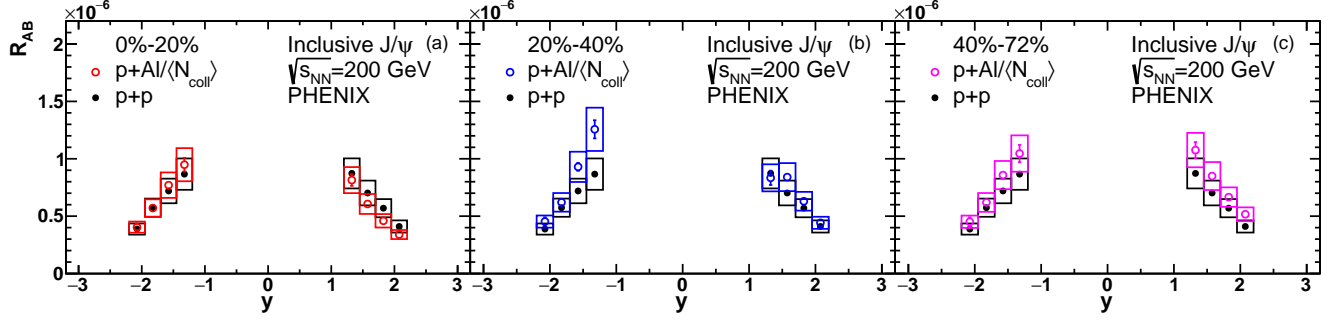 ×10⁻⁶ ×10⁻⁶ ×10⁻⁶
R_AB
2
1.5
1
0.5
0
0%-20% Inclusive J/ψ (a)
p+Al/⟨N_coll⟩ √s_NN=200 GeV
p+p PHENIX
−3 −2 −1 0 1 2 3
y
20%-40% Inclusive J/ψ (b)
p+Al/⟨N_coll⟩ √s_NN=200 GeV
p+p PHENIX
−3 −2 −1 0 1 2 3
y
40%-72% Inclusive J/ψ (c)
p+Al/⟨N_coll⟩ √s_NN=200 GeV
p+p PHENIX
−3 −2 −1 0 1 2 3
y